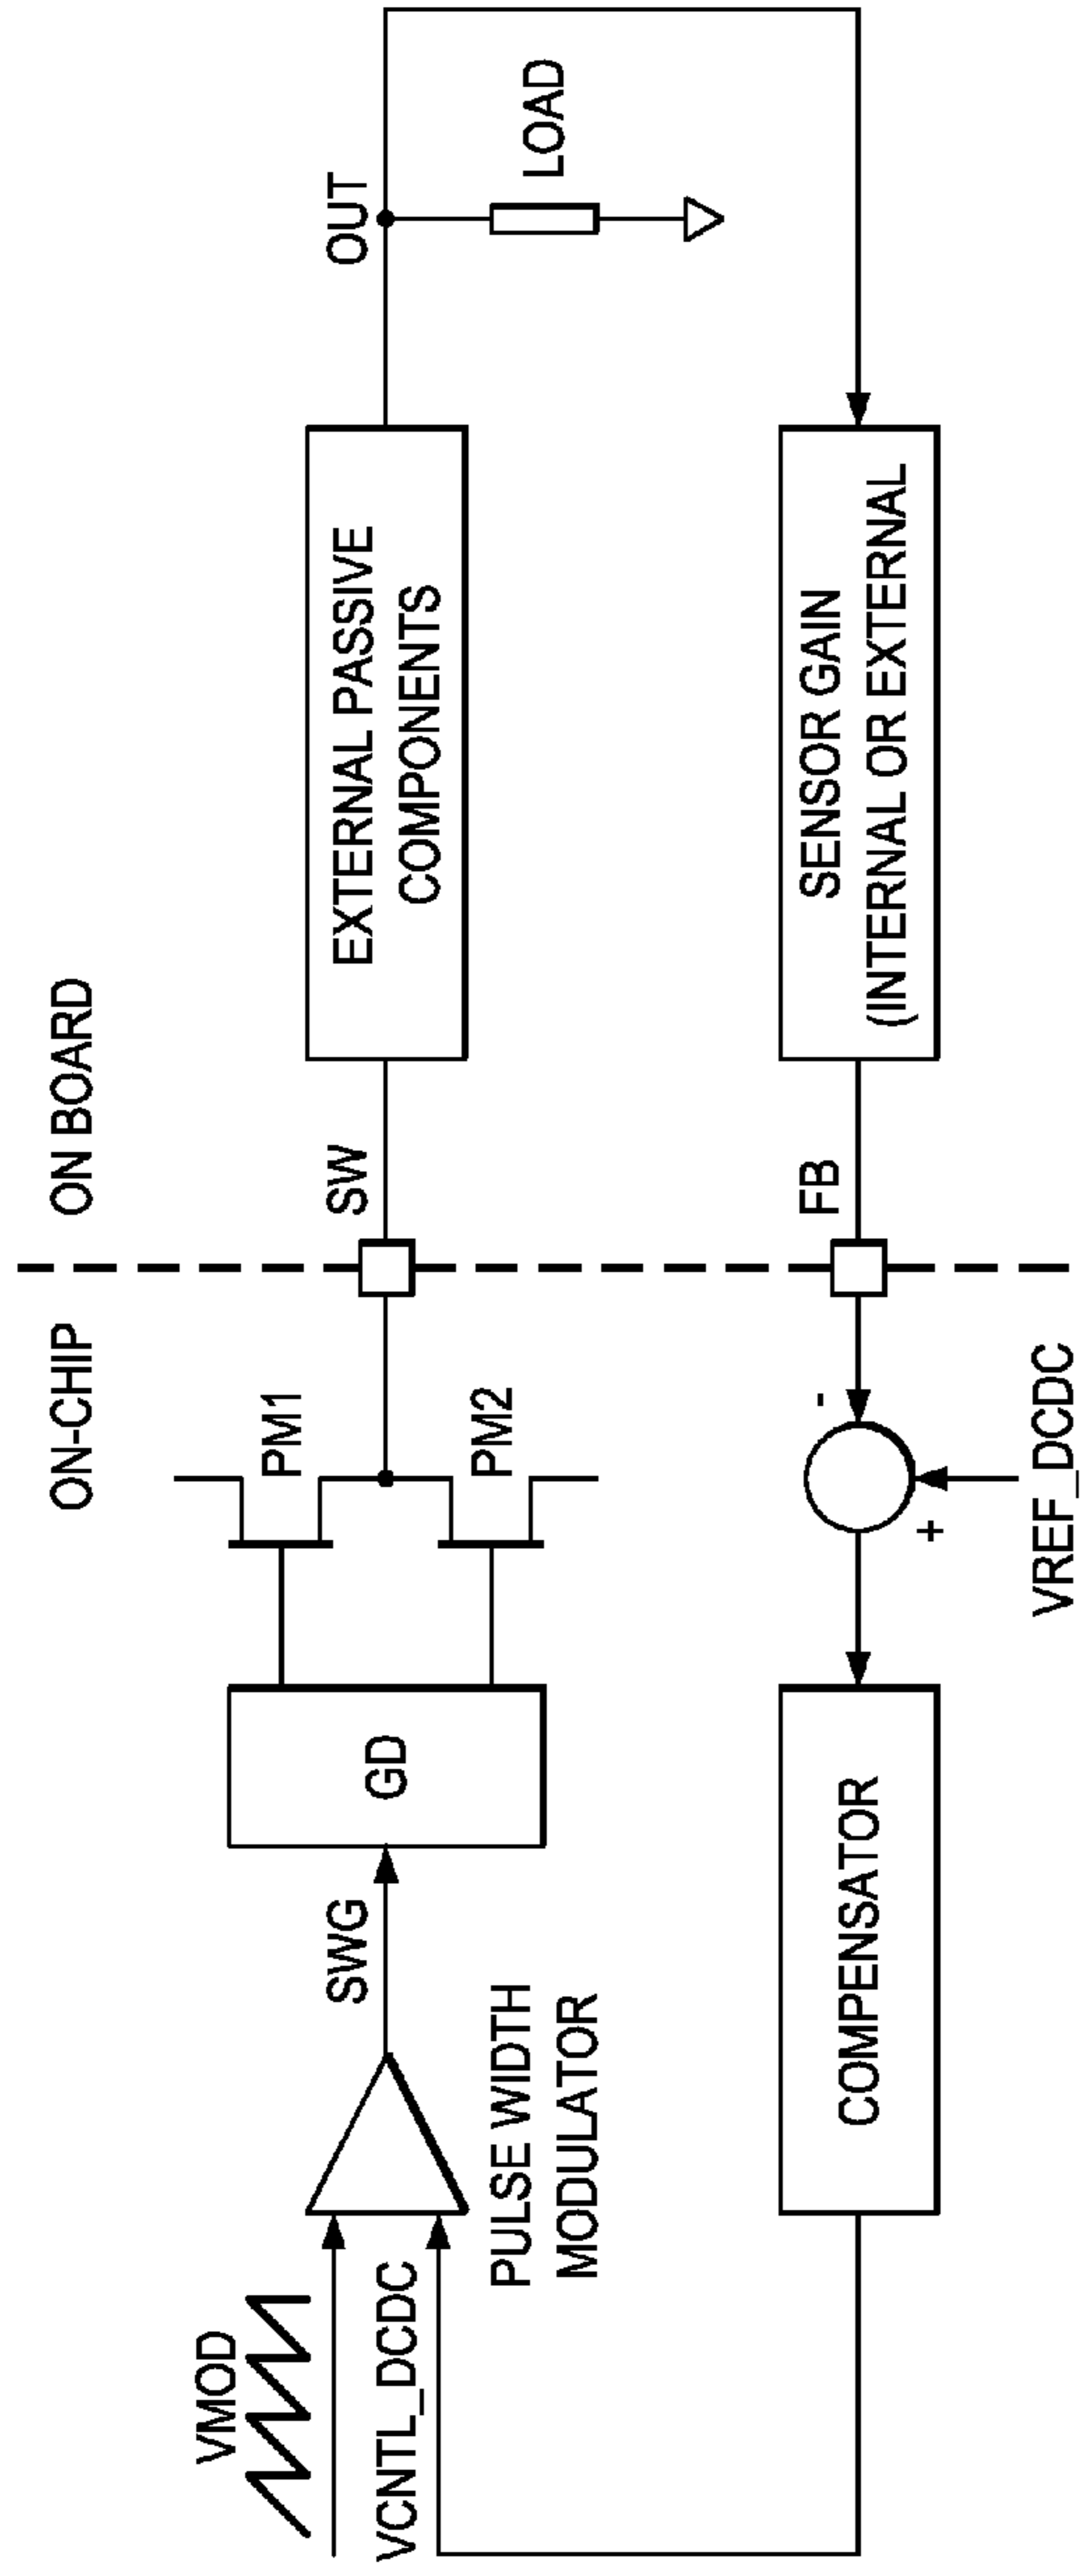 ON-CHIP
ON BOARD
VMOD
VCNTL_DCDC
SWG
PULSE WIDTH
MODULATOR
GD
PM1
PM2
SW
EXTERNAL PASSIVE
COMPONENTS
OUT
LOAD
COMPENSATOR
-
+
VREF_DCDC
FB
SENSOR GAIN
(INTERNAL OR EXTERNAL